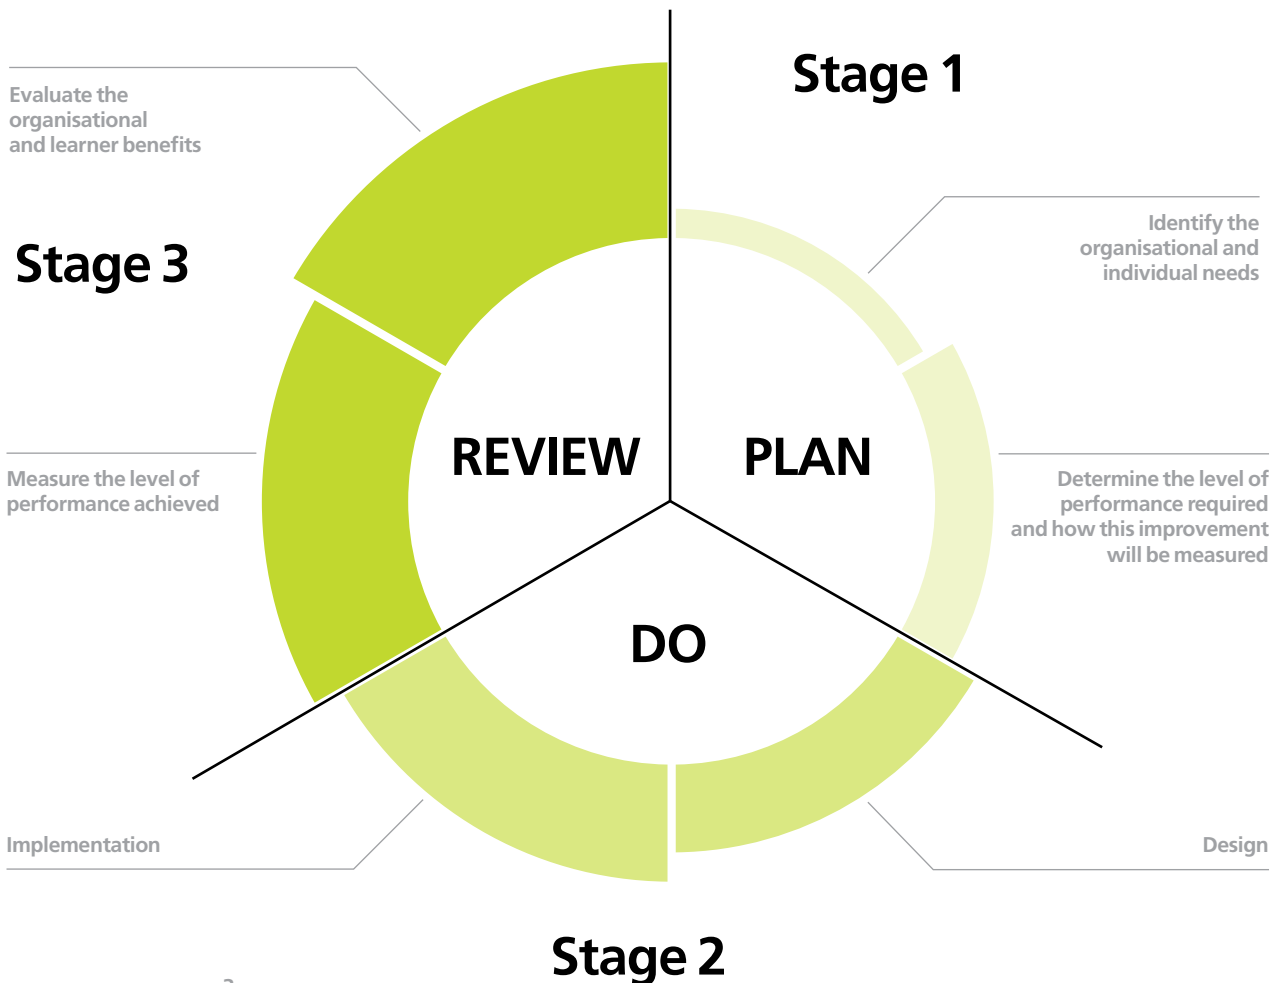 Stage 1
Evaluate the
organisational
and learner benefits
Identify the
organisational and
individual needs
Stage 3
REVIEW
PLAN
Measure the level of
performance achieved
Determine the level of
performance required
and how this improvement
will be measured
DO
Implementation
Design
Stage 2